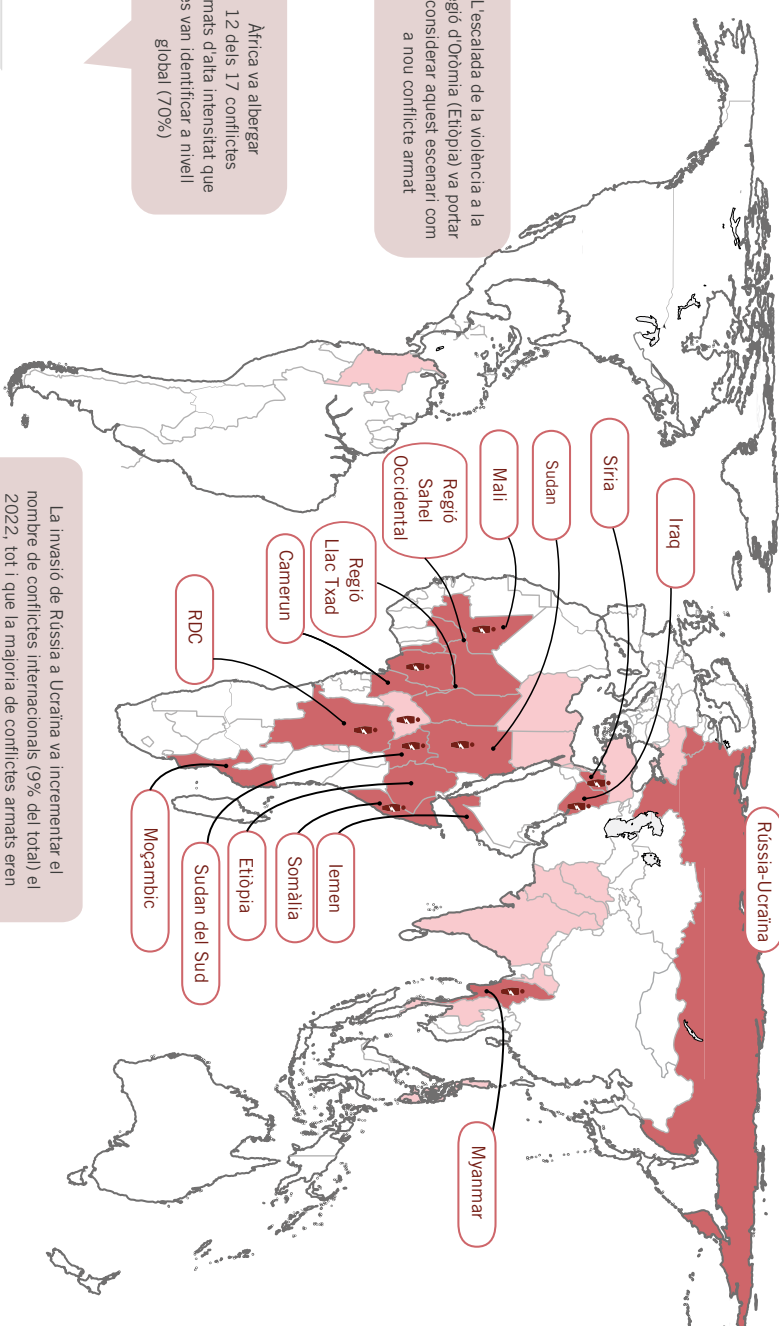 Rússia-Ucraïna
Iraq
Síria
Sudan
Mali
Regió
Sahel
Occidental
Regió
Llac Txad
Camerun
RDC
Myanmar
Iemen
Somàlia
Etiòpia
Sudan del Sud
Moçambic
L'escalada de la violència a la
egió d'Oròmia (Etiòpia) va portar
considerar aquest escenari com
a nou conflicte armat
Àfrica va albergar
12 dels 17 conflictes
mats d'alta intensitat que
es van identificar a nivell
global (70%)
La invasió de Rússia a Ucraïna va incrementar el
nombre de conflictes internacionals (9% del total) el
2022, tot i que la majoria de conflictes armats eren